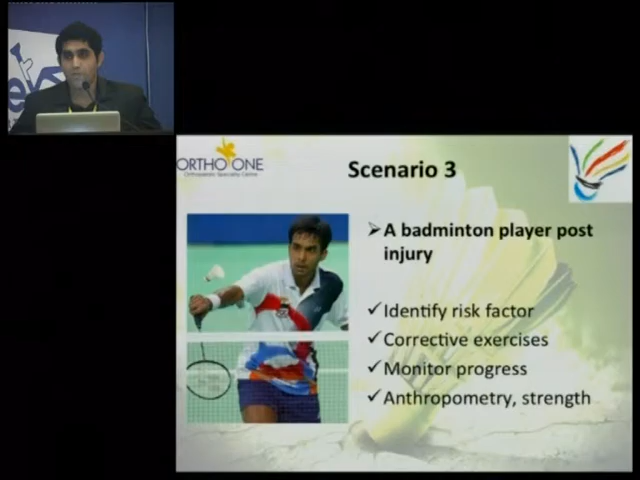 ORTHO ONE
Orthopaedic Speciality Centre
Scenario 3
A badminton player post
injury
Identify risk factor
Corrective exercises
Monitor progress
Anthropometry, strength